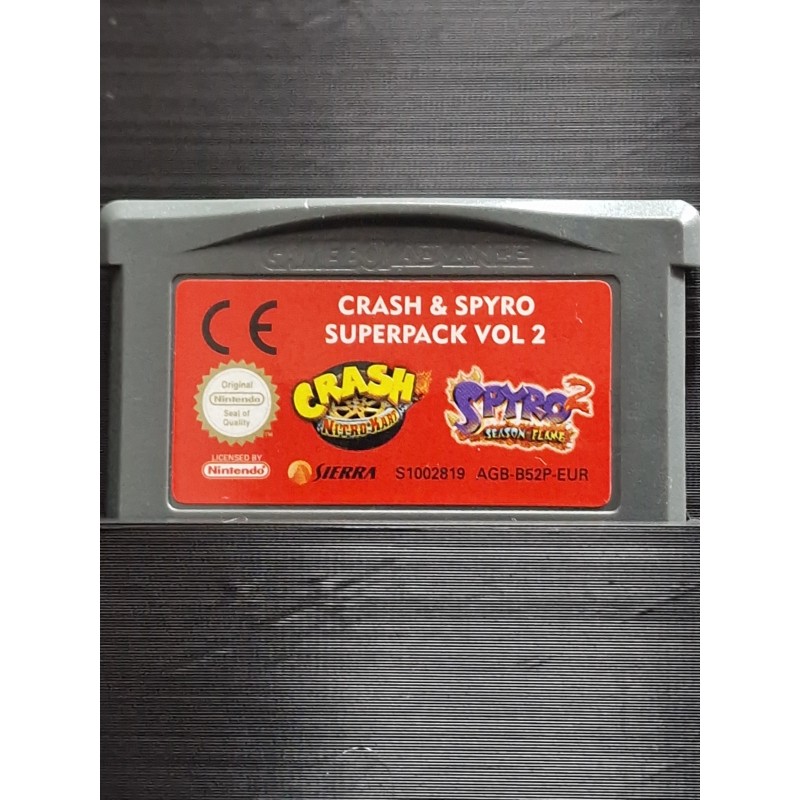 GAME BOY ADVANCE
CE
CRASH & SPYRO
SUPERPACK VOL 2
Original
Nintendo
Seal of
Quality
TM
CRASH
NITRO KART
SPYRO 2
SEASON OF FLAME
LICENSED BY
Nintendo
SIERRA
S1002819 AGB-B52P-EUR